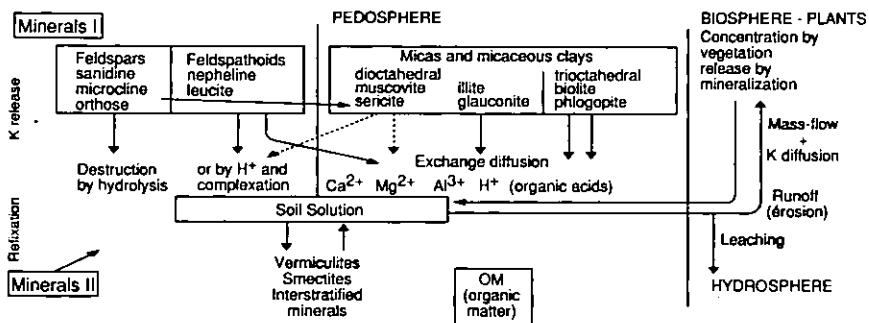 Minerals I
PEDOSPHERE
BIOSPHERE - PLANTS
Concentration by
vegetation
release by
mineralization
K release
Feldspars
sanidine
microcline
orthose
Feldspathoids
nepheline
leucite
Micas and micaceous clays
dioctahedral
muscovite
sericite
illite
glauconite
trioctahedral
biolite
phlogopite
Mass-flow
+
K diffusion
Destruction
by hydrolysis
or by H+ and
complexation
Exchange diffusion
Ca2+ Mg2+ Al3+ H+ (organic acids)
Soil Solution
Runoff
(érosion)
Leaching
Refixation
Minerals II
Vermiculites
Smectites
Interstratified
minerals
OM
(organic
matter)
HYDROSPHERE